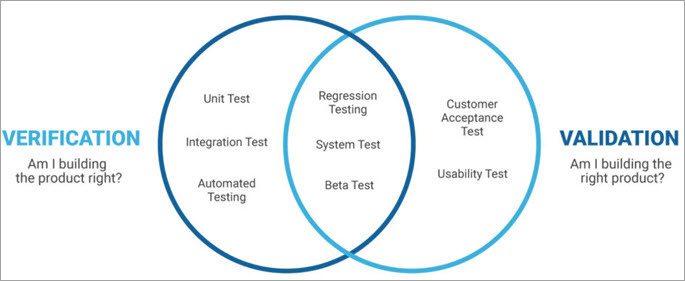 VERIFICATION
Am I building
the product right?
Unit Test
Integration Test
Automated
Testing
Regression
Testing
System Test
Beta Test
Customer
Acceptance
Test
Usability Test
VALIDATION
Am I building the
right product?